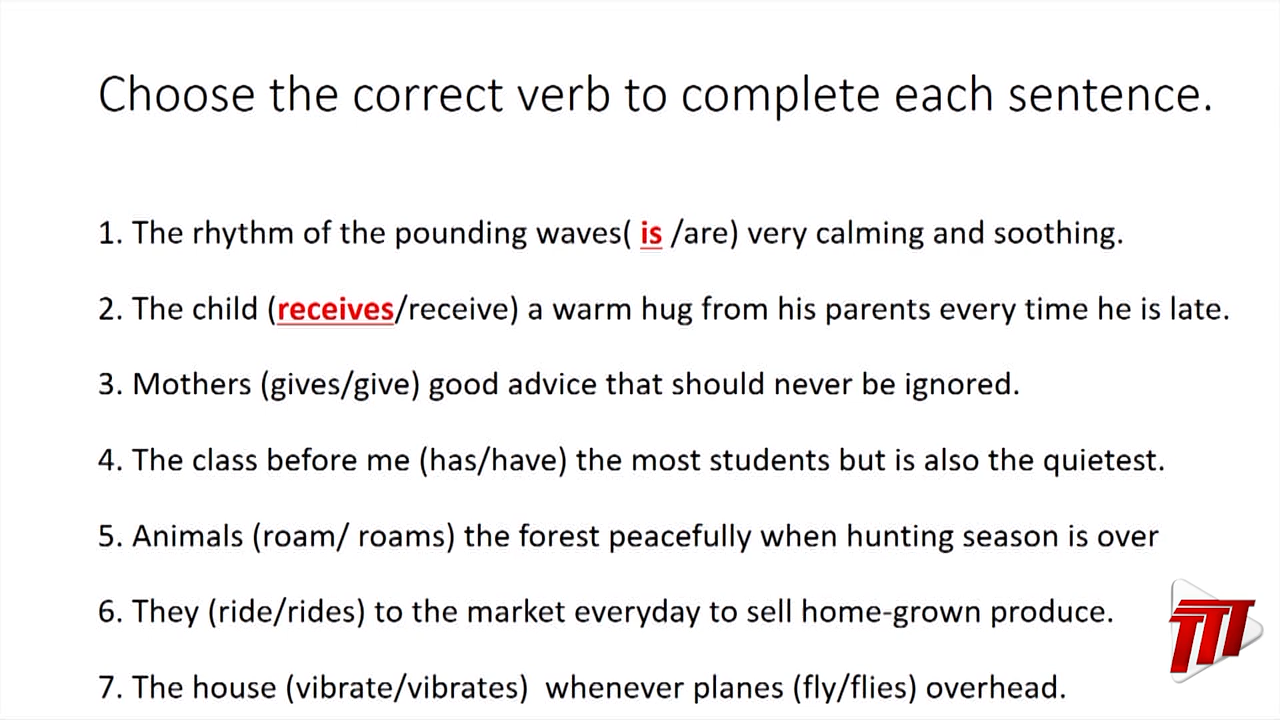 Choose the correct verb to complete each sentence.
1. The rhythm of the pounding waves( is /are) very calming and soothing.
2. The child (receives/receive) a warm hug from his parents every time he is late.
3. Mothers (gives/give) good advice that should never be ignored.
4. The class before me (has/have) the most students but is also the quietest.
5. Animals (roam/ roams) the forest peacefully when hunting season is over
6. They (ride/rides) to the market everyday to sell home-grown produce.
7. The house (vibrate/vibrates)  whenever planes (fly/flies) overhead.
TTT